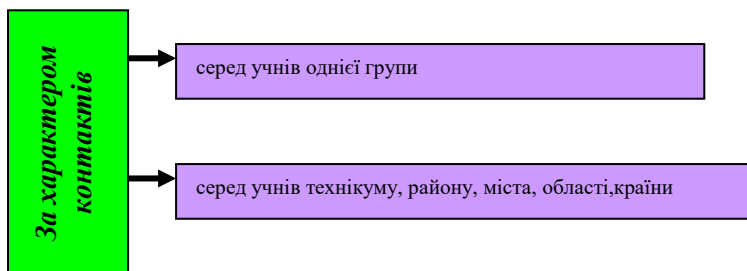 За характером
контактів
серед учнів однієї групи
серед учнів технікуму, району, міста, області,країни